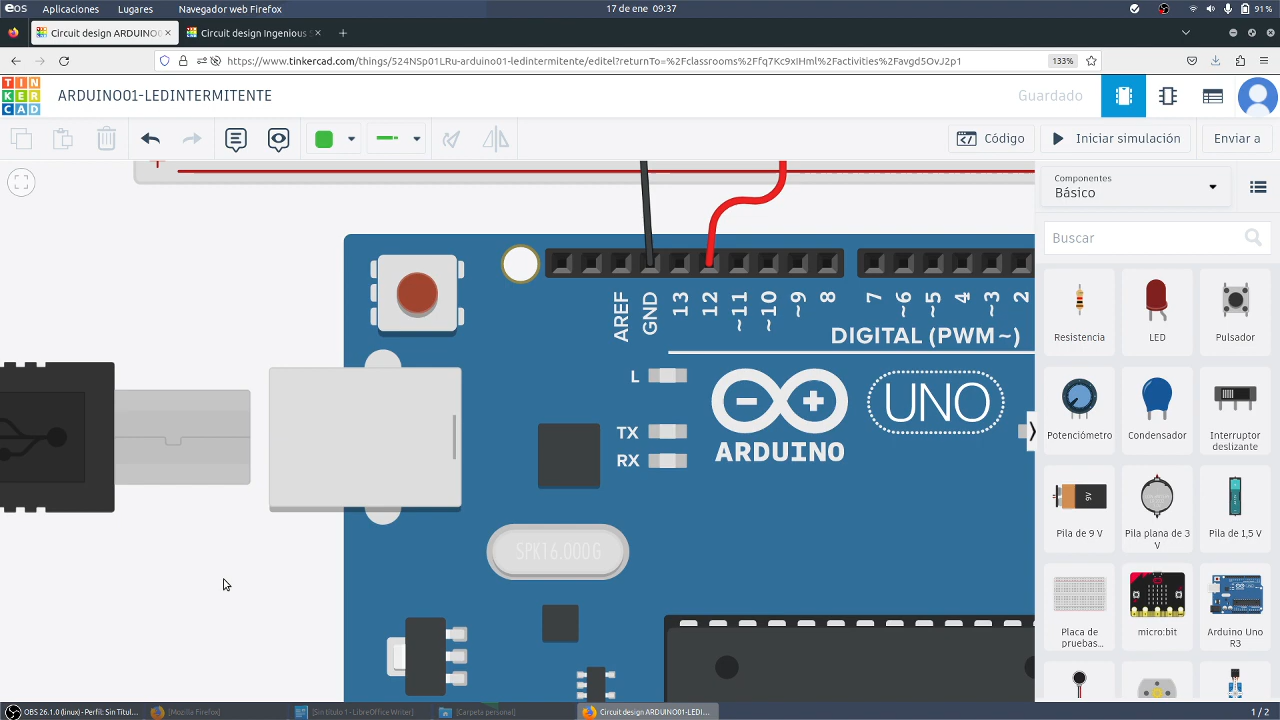 eos Aplicaciones Lugares Navegador web Firefox 17 de ene 09:37 91 %
Circuit design ARDUINO Circuit design Ingenious
https://www.tinkercad.com/things/524NSp01LRu-arduino01-ledintermitente/editel?returnTo=%2Fclassrooms%2Ffq7Kc9xIHml%2Factivities%2Favgd5OvJ2p1 133%
TIN
KER
CAD
ARDUINO01-LEDINTERMITENTE Guardado
Código Iniciar simulación Enviar a
Componentes
Básico
Buscar
AREF GND 13 12 ~11 ~10 ~9 8 7 ~6 ~5 4 ~3 2
DIGITAL (PWM~)
L
TX
RX
UNO
ARDUINO
SPK16.000G
Resistencia LED Pulsador
Potenciómetro Condensador Interruptor deslizante
9V
Pila de 9 V Pila plana de 3 V Pila de 1,5 V
Placa de pruebas... micro:bit Arduino Uno R3
OBS 26.1.0 (linux) - Perfil: Sin Titul... [Mozilla Firefox] [Sin título 1 - LibreOffice Writer] [Carpeta personal] Circuit design ARDUINO01-LEDI... 1 / 2